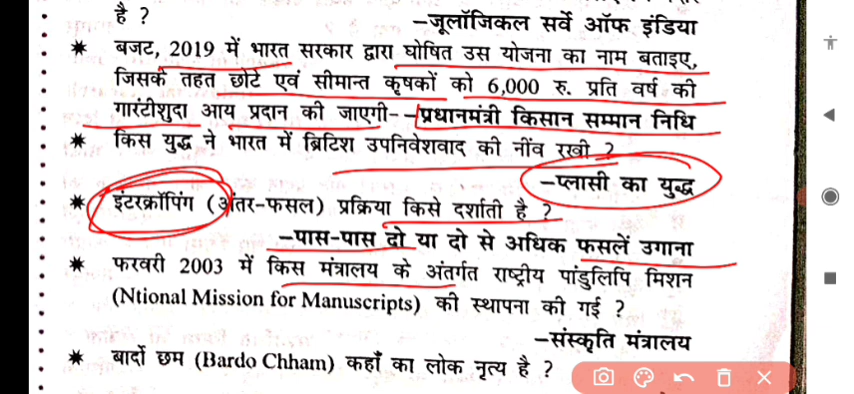 है ?
–जूलॉजिकल सर्वे ऑफ इंडिया
* बजट, 2019 में भारत सरकार द्वारा घोषित उस योजना का नाम बताइए,
जिसके तहत छोटे एवं सीमान्त कृषकों को 6,000 रु. प्रति वर्ष की
गारंटीशुदा आय प्रदान की जाएगी– –प्रधानमंत्री किसान सम्मान निधि
* किस युद्ध ने भारत में ब्रिटिश उपनिवेशवाद की नींव रखी ?
–प्लासी का युद्ध
* इंटरक्रॉपिंग (अंतर-फसल) प्रक्रिया किसे दर्शाती है ?
–पास-पास दो या दो से अधिक फसलें उगाना
* फरवरी 2003 में किस मंत्रालय के अंतर्गत राष्ट्रीय पांडुलिपि मिशन
(Ntional Mission for Manuscripts) की स्थापना की गई ?
–संस्कृति मंत्रालय
* बार्दो छम (Bardo Chham) कहाँ का लोक नृत्य है ?